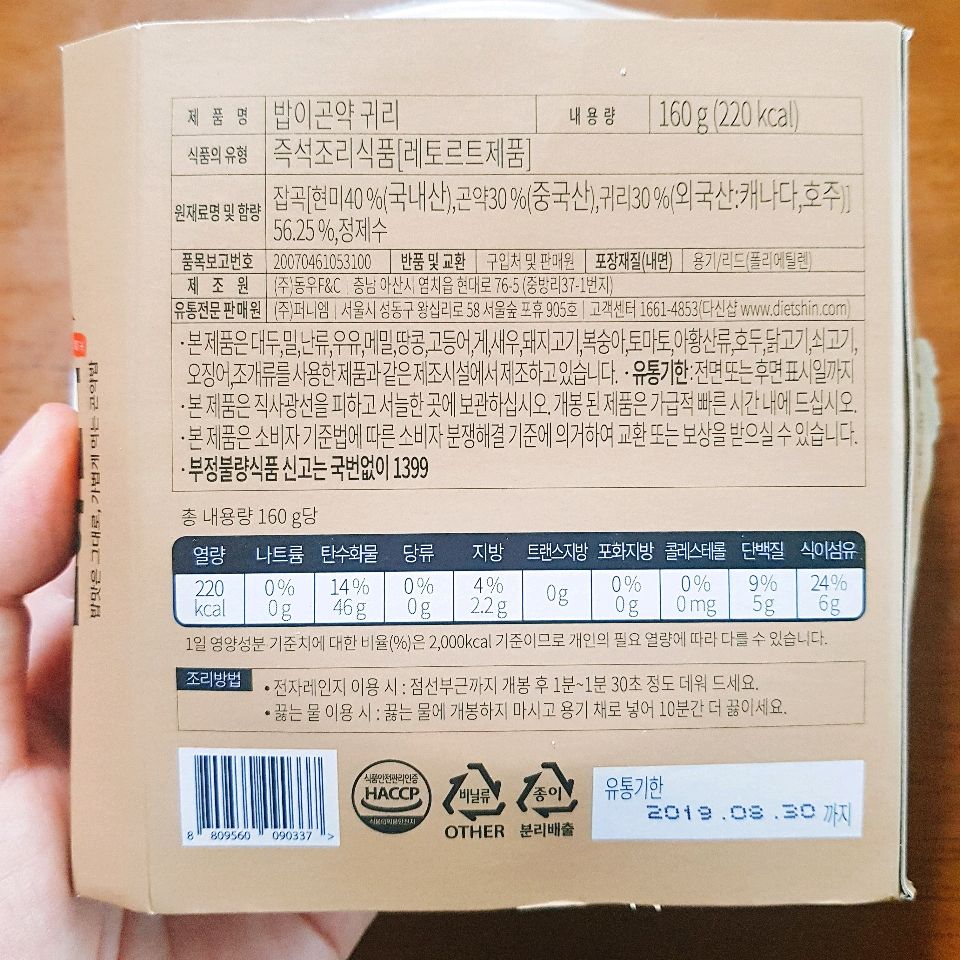 제 품 명 밥이곤약 귀리 내 용 량 160 g (220 kcal)
식품의 유형 즉석조리식품[레토르트제품]
원재료명 및 함량 잡곡[현미40 %(국내산),곤약30 %(중국산),귀리30 %(외국산:캐나다,호주)]
56.25 %,정제수
품목보고번호 20070461053100 반품 및 교환 구입처 및 판매원 포장재질(내면) 용기/리드(폴리에틸렌)
제 조 원 (주)동우F&C 충남 아산시 염치읍 현대로 76-5 (중방리37-1번지)
유통전문 판매원 (주)퍼니엠 서울시 성동구 왕십리로 58 서울숲 포휴 905호 고객센터 1661-4853(다신샵 www.dietshin.com)
·본 제품은 대두,밀,난류,우유,메밀,땅콩,고등어,게,새우,돼지고기,복숭아,토마토,아황산류,호두,닭고기,쇠고기,
오징어,조개류를 사용한 제품과 같은 제조시설에서 제조하고 있습니다. ·유통기한:전면 또는 후면 표시일까지
·본 제품은 직사광선을 피하고 서늘한 곳에 보관하십시오. 개봉 된 제품은 가급적 빠른 시간 내에 드십시오.
·본 제품은 소비자 기준법에 따른 소비자 분쟁해결 기준에 의거하여 교환 또는 보상을 받으실 수 있습니다.
·부정불량식품 신고는 국번없이 1399
총 내용량 160 g당
열량 나트륨 탄수화물 당류 지방 트랜스지방 포화지방 콜레스테롤 단백질 식이섬유
220 0 % 14 % 0 % 4 % 0 g 0 % 0 % 9 % 24 %
kcal 0 g 46 g 0 g 2.2 g 0 g 0 mg 5 g 6 g
1일 영양성분 기준치에 대한 비율(%)은 2,000kcal 기준이므로 개인의 필요 열량에 따라 다를 수 있습니다.
조리방법
• 전자레인지 이용 시 : 점선부근까지 개봉 후 1분~1분 30초 정도 데워 드세요.
• 끓는 물 이용 시 : 끓는 물에 개봉하지 마시고 용기 채로 넣어 10분간 더 끓이세요.
8 809560 090337 >
식품안전관리인증
HACCP
식품의약품안전처
비닐류
OTHER
종이
분리배출
유통기한
2019.08.30 까지
밥맛은 그대로, 가볍게 먹는 곤약밥